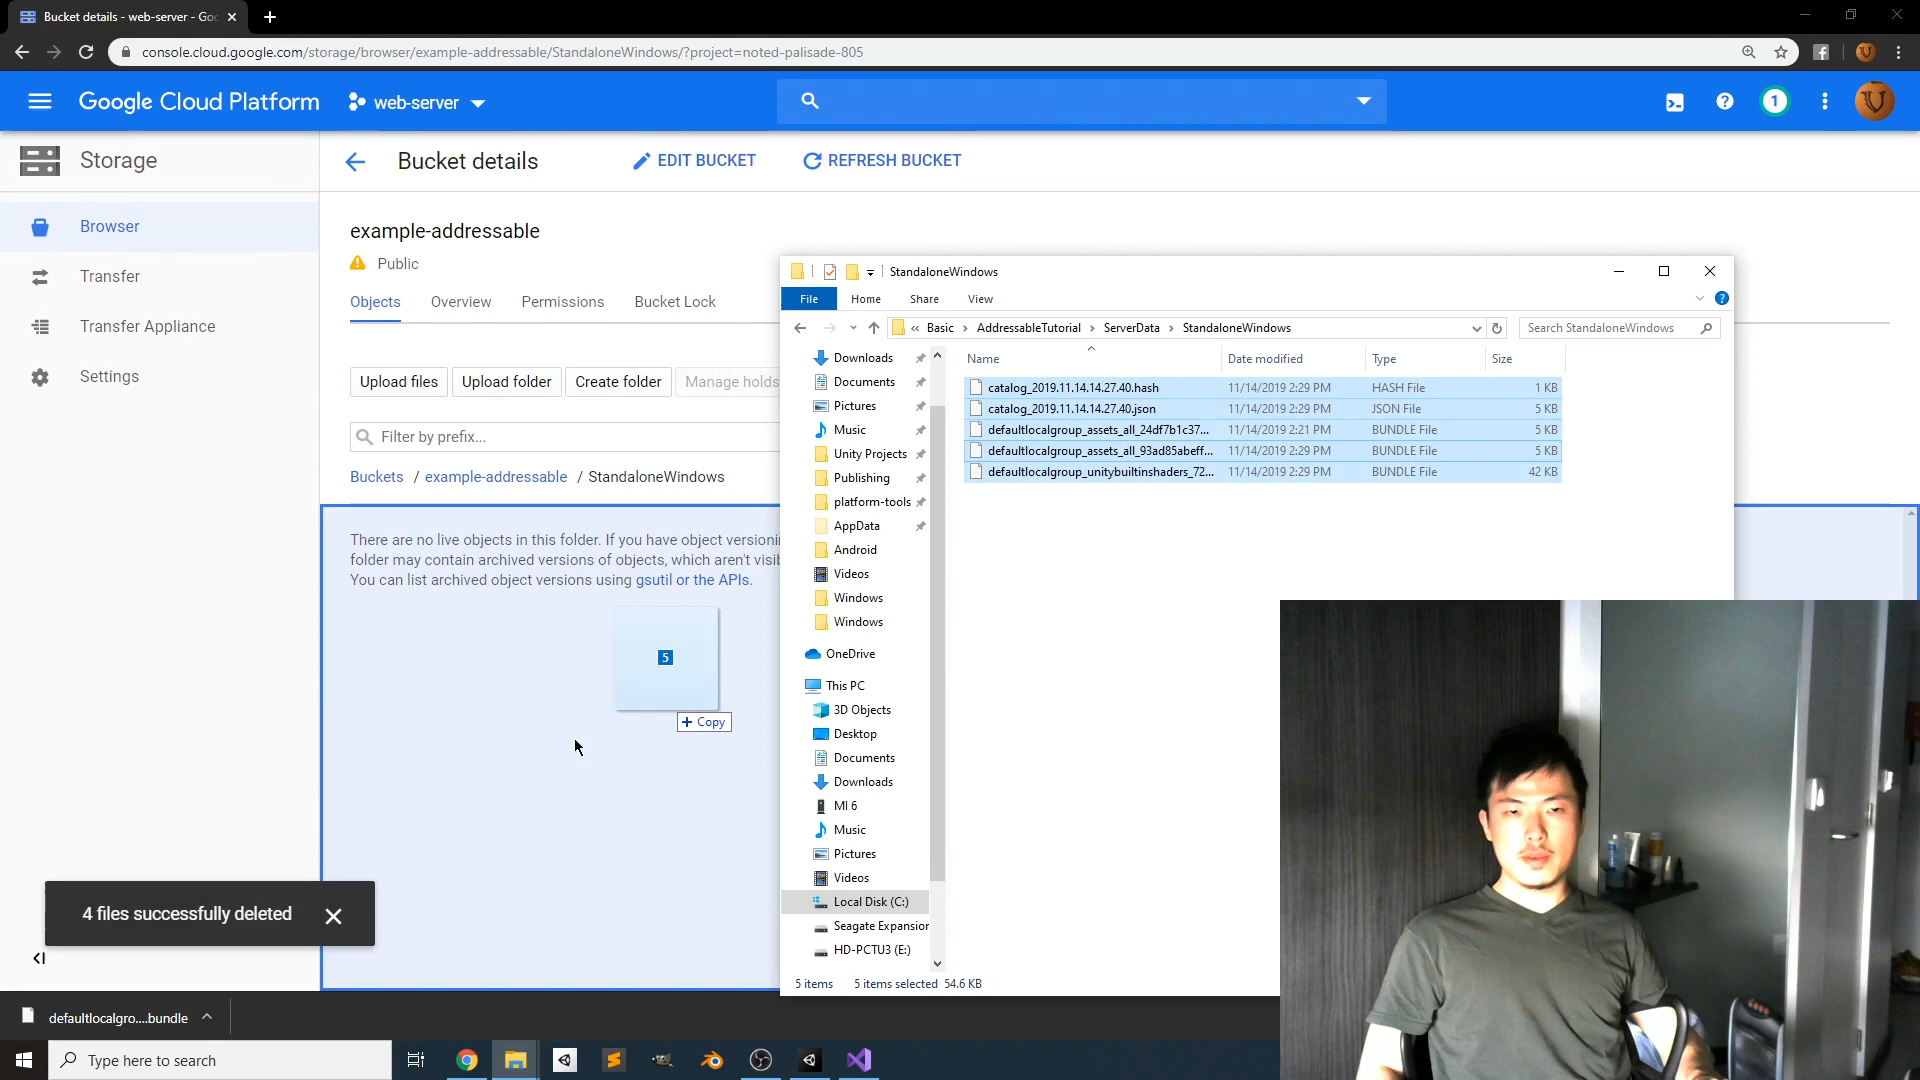 Bucket details - web-server - Goo
console.cloud.google.com/storage/browser/example-addressable/StandaloneWindows/?project=noted-palisade-805
Google Cloud Platform
web-server
1
Storage
Bucket details
EDIT BUCKET
REFRESH BUCKET
Browser
Transfer
Transfer Appliance
Settings
example-addressable
Public
Objects
Overview
Permissions
Bucket Lock
Upload files
Upload folder
Create folder
Manage holds
Filter by prefix...
Buckets / example-addressable / StandaloneWindows
There are no live objects in this folder. If you have object versioni
folder may contain archived versions of objects, which aren't visib
You can list archived object versions using gsutil or the APIs.
5
+ Copy
StandaloneWindows
File
Home
Share
View
« Basic > AddressableTutorial > ServerData > StandaloneWindows
Search StandaloneWindows
Downloads
Documents
Pictures
Music
Unity Projects
Publishing
platform-tools
AppData
Android
Videos
Windows
Windows
OneDrive
This PC
3D Objects
Desktop
Documents
Downloads
MI 6
Music
Pictures
Videos
Local Disk (C:)
Seagate Expansion
HD-PCTU3 (E:)
Name Date modified Type Size
catalog_2019.11.14.14.27.40.hash 11/14/2019 2:29 PM HASH File 1 KB
catalog_2019.11.14.14.27.40.json 11/14/2019 2:29 PM JSON File 5 KB
defaultlocalgroup_assets_all_24df7b1c37... 11/14/2019 2:21 PM BUNDLE File 5 KB
defaultlocalgroup_assets_all_93ad85abeff... 11/14/2019 2:29 PM BUNDLE File 5 KB
defaultlocalgroup_unitybuiltinshaders_72... 11/14/2019 2:29 PM BUNDLE File 42 KB
5 items 5 items selected 54.6 KB
4 files successfully deleted
defaultlocalgro....bundle
Type here to search